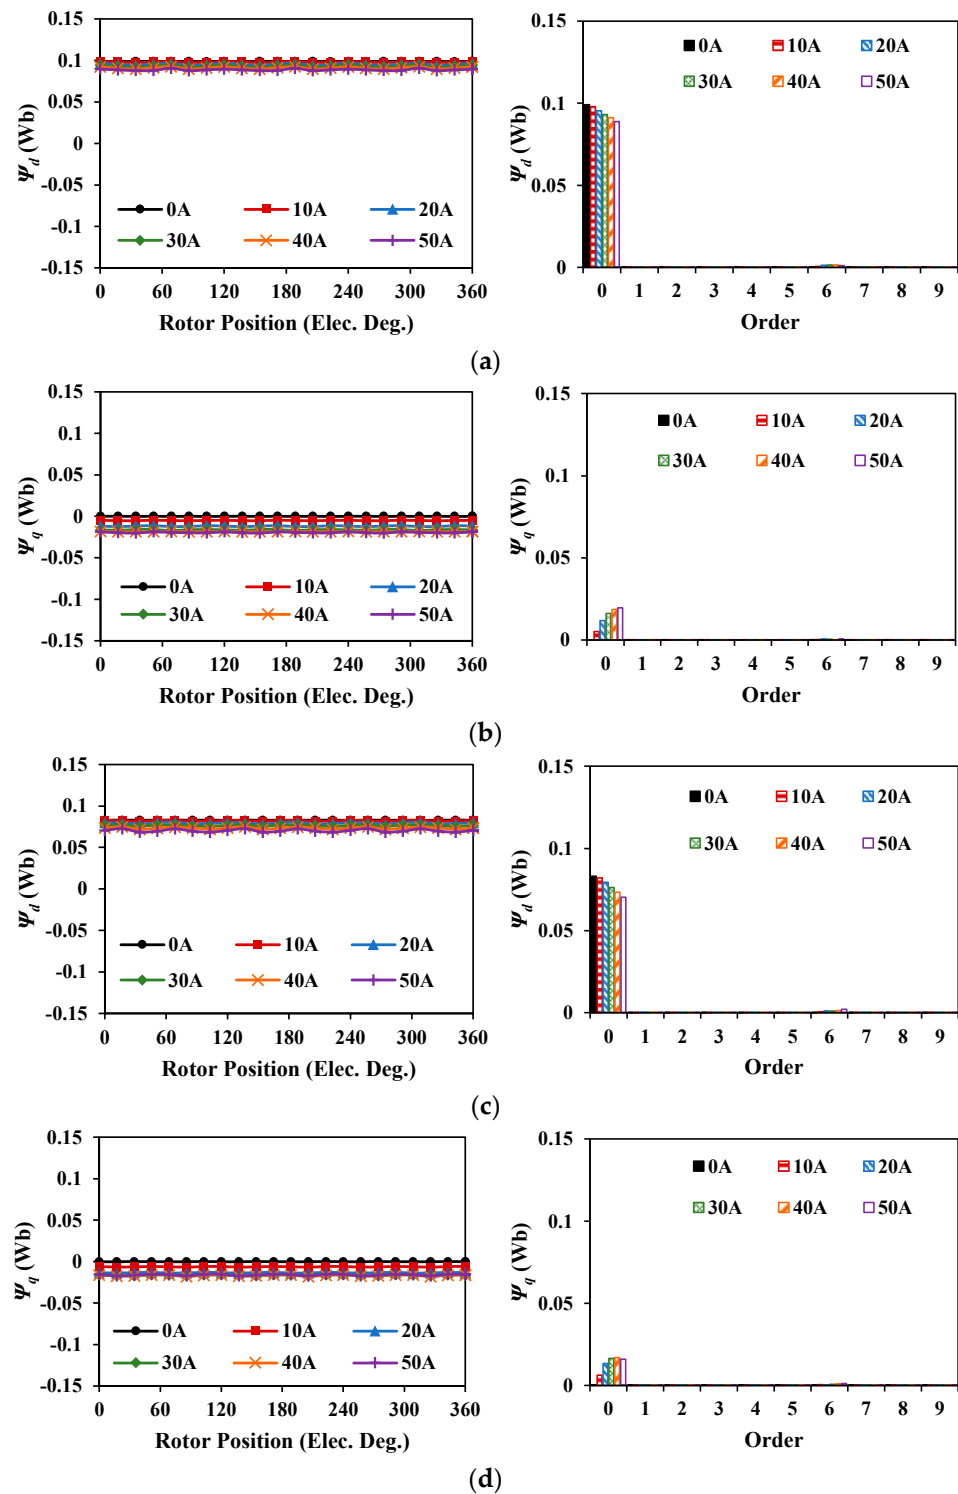 0.15
0.1
0.05
0
-0.05
-0.1
-0.15
Ψd (Wb)
0A 10A 20A
30A 40A 50A
0 60 120 180 240 300 360
Rotor Position (Elec. Deg.)
0.15
0.1
0.05
0
Ψd (Wb)
0A 10A 20A
30A 40A 50A
0 1 2 3 4 5 6 7 8 9
Order
(a)
0.15
0.1
0.05
0
-0.05
-0.1
-0.15
Ψq (Wb)
0A 10A 20A
30A 40A 50A
0 60 120 180 240 300 360
Rotor Position (Elec. Deg.)
0.15
0.1
0.05
0
Ψq (Wb)
0A 10A 20A
30A 40A 50A
0 1 2 3 4 5 6 7 8 9
Order
(b)
0.15
0.1
0.05
0
-0.05
-0.1
-0.15
Ψd (Wb)
0A 10A 20A
30A 40A 50A
0 60 120 180 240 300 360
Rotor Position (Elec. Deg.)
0.15
0.1
0.05
0
Ψd (Wb)
0A 10A 20A
30A 40A 50A
0 1 2 3 4 5 6 7 8 9
Order
(c)
0.15
0.1
0.05
0
-0.05
-0.1
-0.15
Ψq (Wb)
0A 10A 20A
30A 40A 50A
0 60 120 180 240 300 360
Rotor Position (Elec. Deg.)
0.15
0.1
0.05
0
Ψq (Wb)
0A 10A 20A
30A 40A 50A
0 1 2 3 4 5 6 7 8 9
Order
(d)